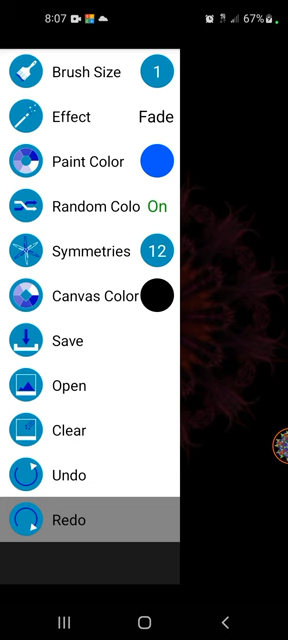 8:07 67%
Brush Size 1
Effect Fade
Paint Color
Random Colo On
Symmetries 12
Canvas Color
Save
Open
Clear
Undo
Redo